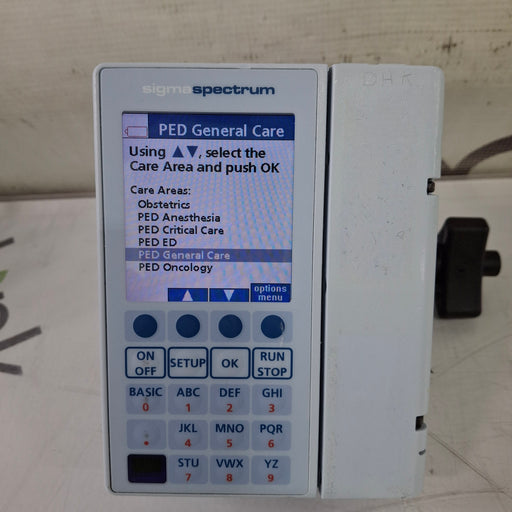 sigmaspectrum
DHK
PED General Care
Using ▲▼, select the
Care Area and push OK
Care Areas:
Obstetrics
PED Anesthesia
PED Critical Care
PED ED
PED General Care
PED Oncology
▲ ▼ options
menu
ON
OFF
SETUP
OK
RUN
STOP
BASIC ABC DEF GHI
0 1 2 3
JKL MNO PQR
. 4 5 6
STU VWX YZ
7 8 9